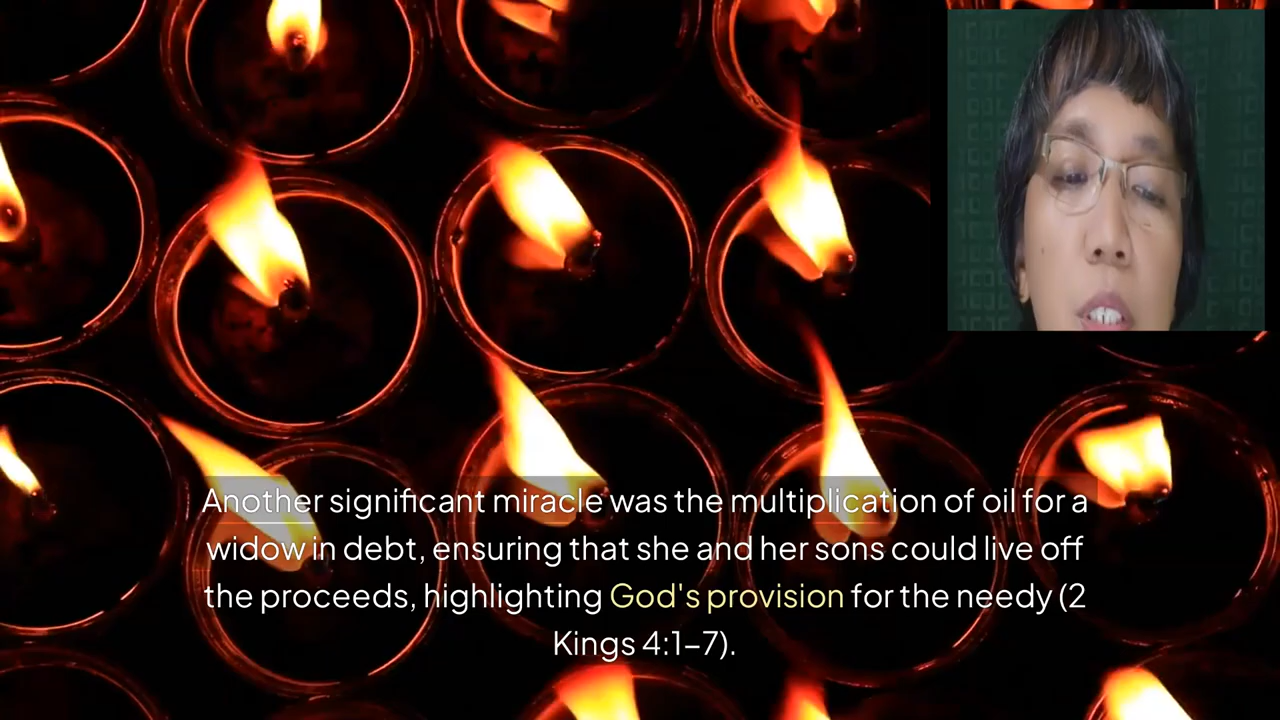 Another significant miracle was the multiplication of oil for a
widow in debt, ensuring that she and her sons could live off
the proceeds, highlighting God's provision for the needy (2
Kings 4:1–7).